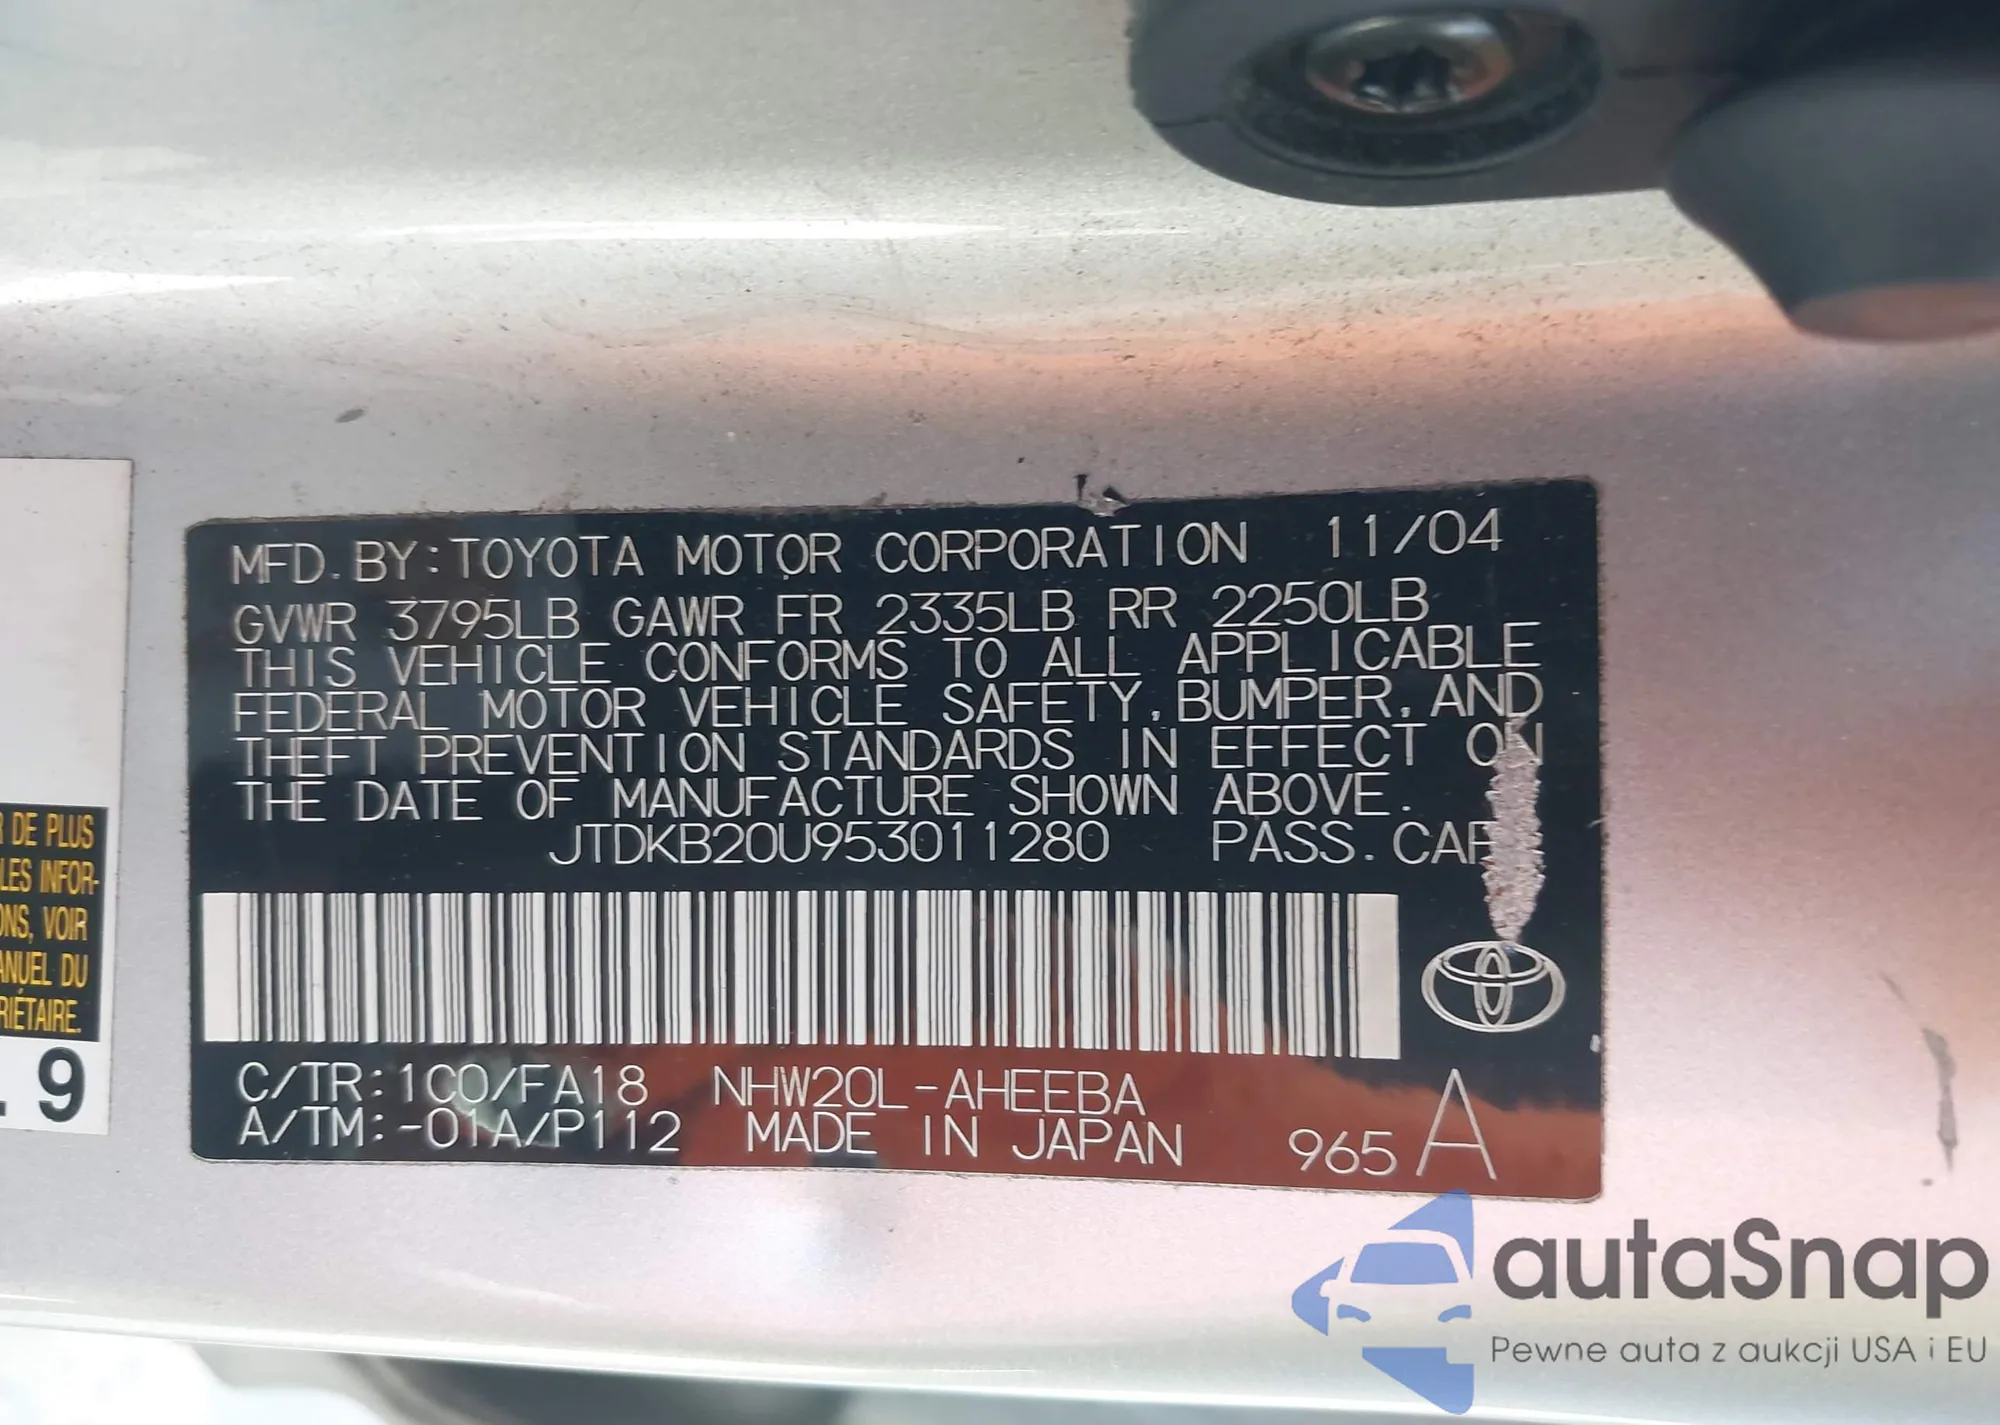 MFD. BY: TOYOTA MOTOR CORPORATION 11/04
GVWR 3795LB GAWR FR 2335LB RR 2250LB
THIS VEHICLE CONFORMS TO ALL APPLICABLE
FEDERAL MOTOR VEHICLE SAFETY, BUMPER, AND
THEFT PREVENTION STANDARDS IN EFFECT ON
THE DATE OF MANUFACTURE SHOWN ABOVE.
JTDKB20U953011280 PASS. CAR
C/TR: 1C0/FA18 NHW20L-AHEEBA
A/TM: -01A/P112 MADE IN JAPAN 965 A
R DE PLUS
LES INFOR-
ONS, VOIR
ANUEL DU
RIÉTAIRE.
. 9
autaSnap
Pewne auta z aukcji USA i EU